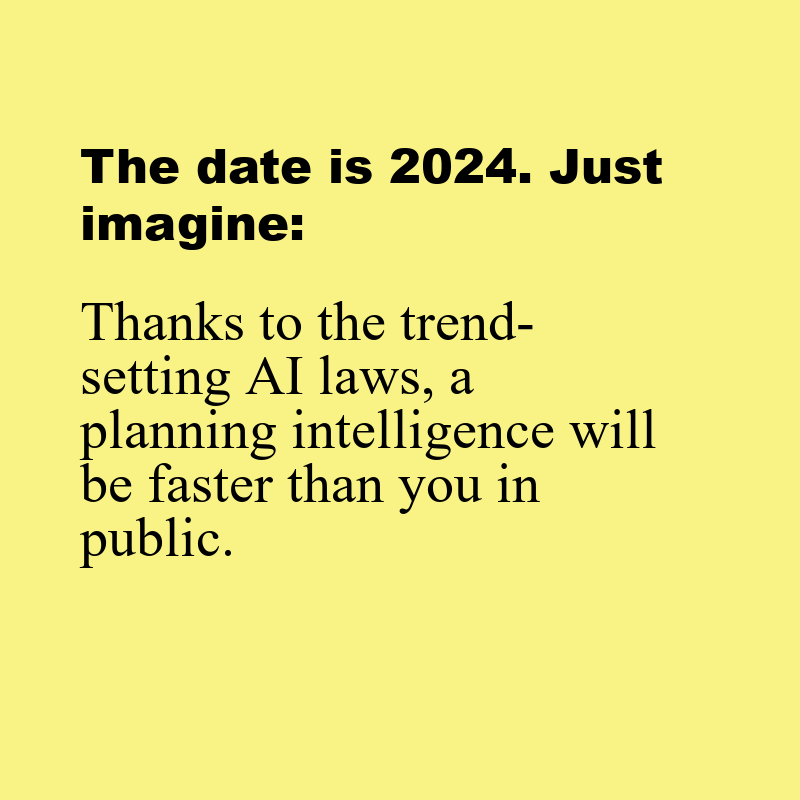 The date is 2024. Just
imagine:
Thanks to the trend-
setting AI laws, a
planning intelligence will
be faster than you in
public.